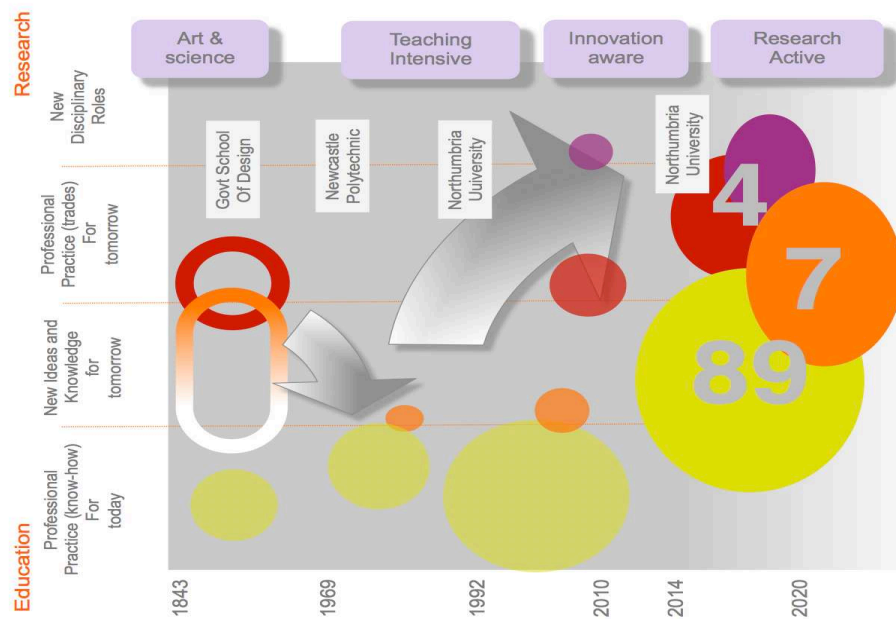 Art &
science
Teaching
Intensive
Innovation
aware
Research
Active
Research
Education
New
Disciplinary
Roles
Professional
Practice (trades)
For
tomorrow
New Ideas and
Knowledge
for
tomorrow
Professional
Practice (know-how)
For
today
Govt School
Of Design
Newcastle
Polytechnic
Northumbria
Uuiversity
Northumbria
University
4
7
89
1843
1969
1992
2010
2014
2020